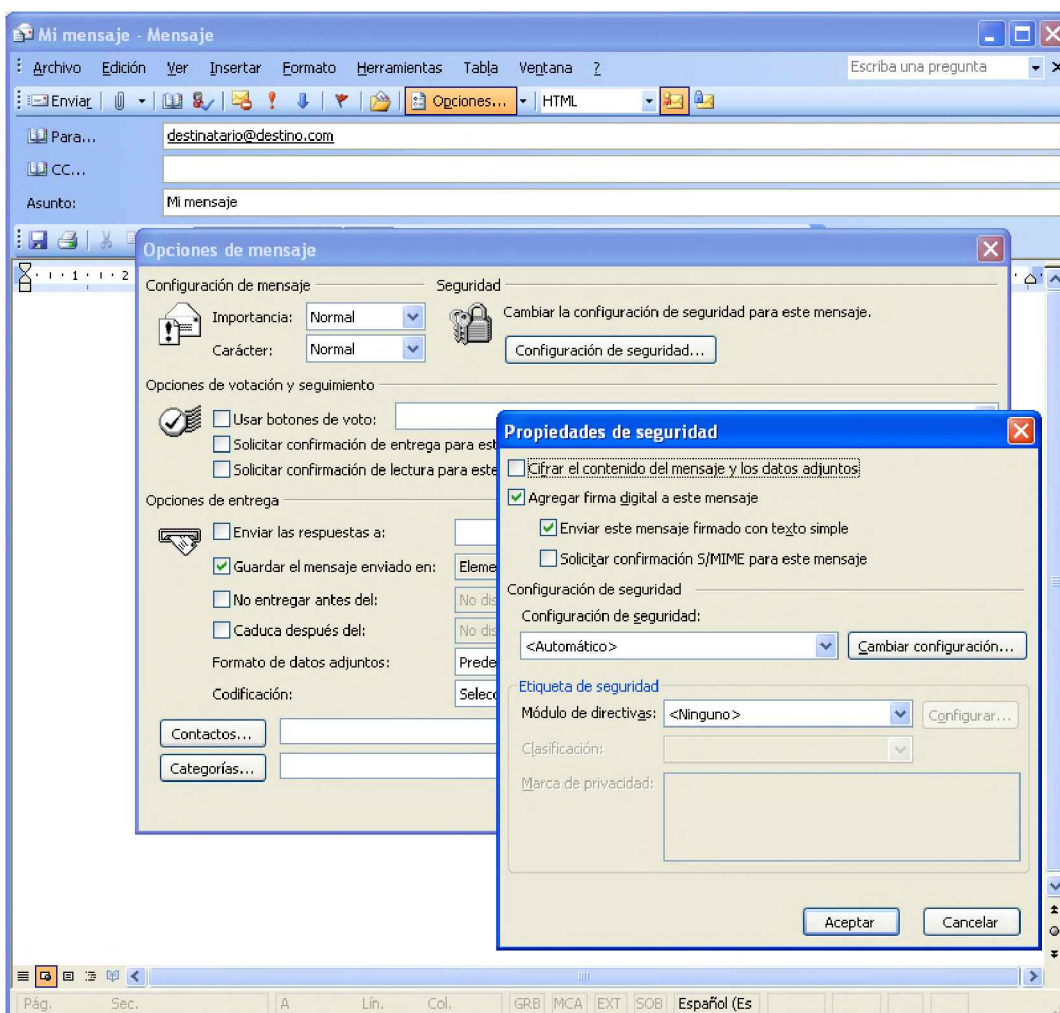 Mi mensaje - Mensaje
Archivo Edición Ver Insertar Formato Herramientas Tabla Ventana ? Escriba una pregunta
Enviar Opciones... HTML
Para... destinatario@destino.com
CC...
Asunto: Mi mensaje
1 2
Opciones de mensaje
Configuración de mensaje Seguridad
Importancia: Normal Cambiar la configuración de seguridad para este mensaje.
Carácter: Normal Configuración de seguridad...
Opciones de votación y seguimiento
Usar botones de voto:
Solicitar confirmación de entrega para est
Solicitar confirmación de lectura para este
Opciones de entrega
Enviar las respuestas a:
Guardar el mensaje enviado en: Eleme
No entregar antes del: No dis
Caduca después del: No dis
Formato de datos adjuntos: Prede
Codificación: Selecc
Contactos...
Categorías...
Propiedades de seguridad
Cifrar el contenido del mensaje y los datos adjuntos
Agregar firma digital a este mensaje
Enviar este mensaje firmado con texto simple
Solicitar confirmación S/MIME para este mensaje
Configuración de seguridad
Configuración de seguridad:
<Automático> Cambiar configuración...
Etiqueta de seguridad
Módulo de directivas: <Ninguno> Configurar...
Clasificación:
Marca de privacidad:
Aceptar Cancelar
Pág. Sec. A Lín. Col. GRB MCA EXT SOB Español (Es